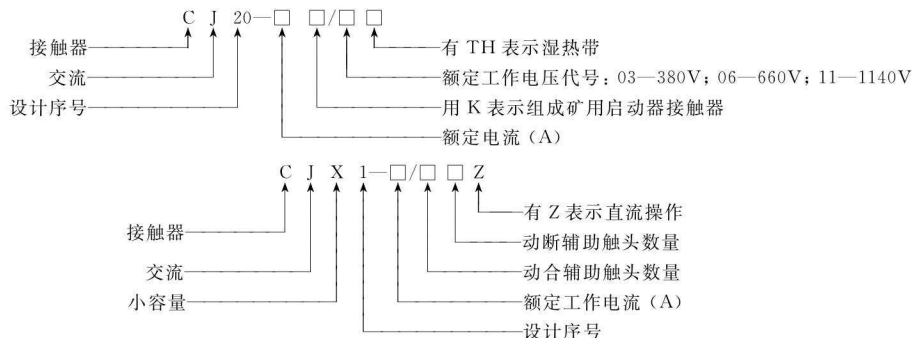 C J 20—□ □/□ □
接触器
有 TH 表示湿热带
交流
额定工作电压代号：03—380V；06—660V；11—1140V
设计序号
用 K 表示组成矿用启动器接触器
额定电流（A）
C J X 1—□/□ □ Z
有 Z 表示直流操作
接触器
动断辅助触头数量
交流
动合辅助触头数量
小容量
额定工作电流（A）
设计序号